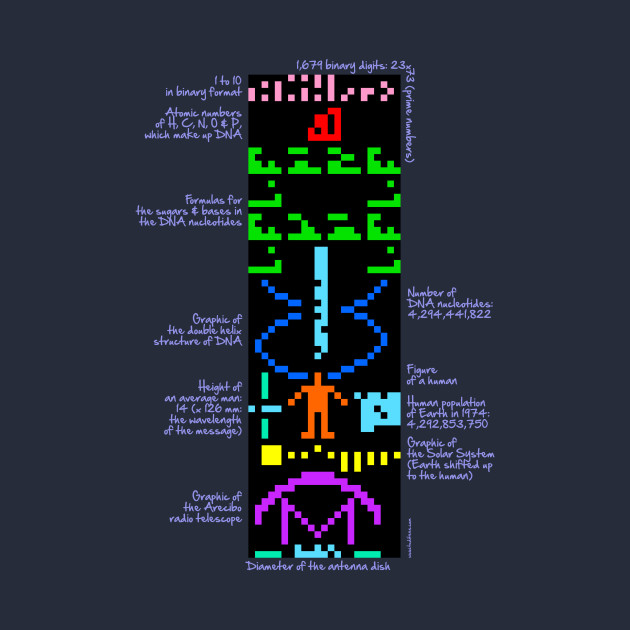 1,679 binary digits: 23x73 (prime numbers)
1 to 10
in binary format
Atomic numbers
of H, C, N, O & P,
which make up DNA
Formulas for
the sugars & bases in
the DNA nucleotides
Number of
DNA nucleotides:
4,294,441,822
Graphic of
the double helix
structure of DNA
Figure
of a human
Height of
an average man:
14 (x 126 mm:
the wavelength
of the message)
Human population
of Earth in 1974:
4,292,853,750
Graphic of
the Solar System
(Earth shifted up
to the human)
Graphic of
the Arecibo
radio telescope
Diameter of the antenna dish